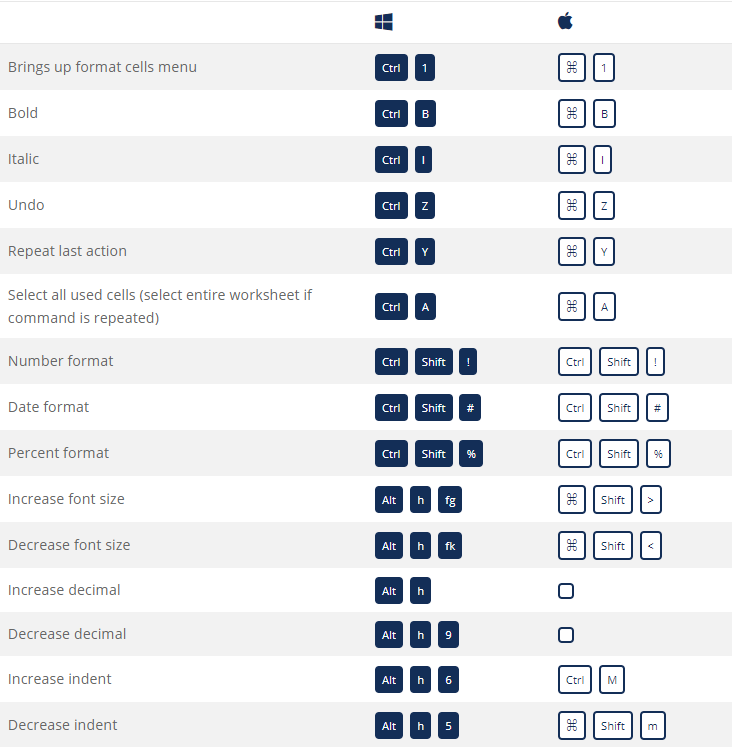 Brings up format cells menu Ctrl 1 ⌘ 1
Bold Ctrl B ⌘ B
Italic Ctrl I ⌘ I
Undo Ctrl Z ⌘ Z
Repeat last action Ctrl Y ⌘ Y
Select all used cells (select entire worksheet if
command is repeated) Ctrl A ⌘ A
Number format Ctrl Shift ! Ctrl Shift !
Date format Ctrl Shift # Ctrl Shift #
Percent format Ctrl Shift % Ctrl Shift %
Increase font size Alt h fg ⌘ Shift >
Decrease font size Alt h fk ⌘ Shift <
Increase decimal Alt h
Decrease decimal Alt h 9
Increase indent Alt h 6 Ctrl M
Decrease indent Alt h 5 ⌘ Shift m